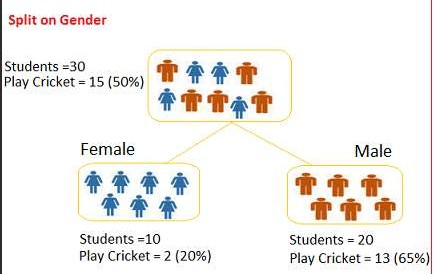 Split on Gender
Students =30
Play Cricket = 15 (50%)
Female
Male
Students =10
Play Cricket = 2 (20%)
Students = 20
Play Cricket = 13 (65%)